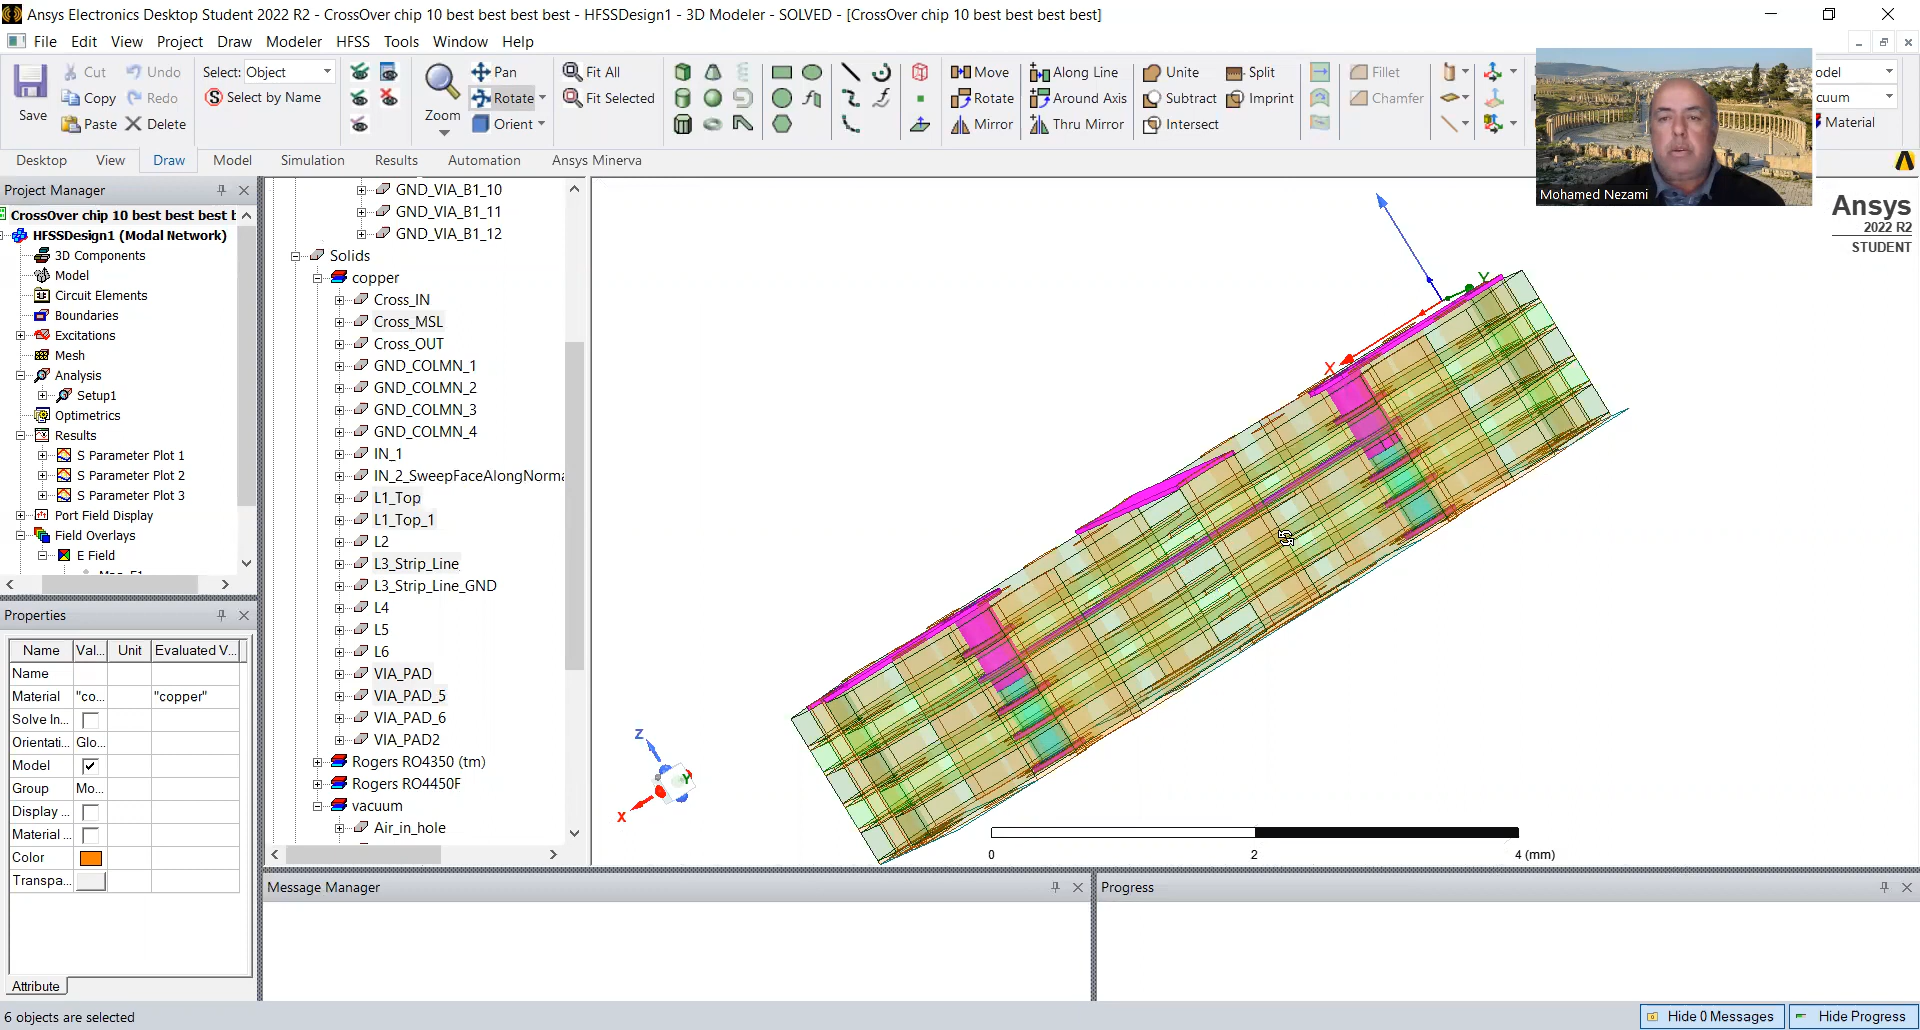 Ansys Electronics Desktop Student 2022 R2 - CrossOver chip 10 best best best best - HFSSDesign1 - 3D Modeler - SOLVED - [CrossOver chip 10 best best best best]
File Edit View Project Draw Modeler HFSS Tools Window Help
Save
Cut
Copy
Paste
Undo
Redo
Delete
Select: Object
Select by Name
Zoom
Pan
Rotate
Orient
Fit All
Fit Selected
Move
Rotate
Mirror
Along Line
Around Axis
Thru Mirror
Unite
Subtract
Intersect
Split
Imprint
Fillet
Chamfer
odel
cuum
Material
Desktop View Draw Model Simulation Results Automation Ansys Minerva
Mohamed Nezami
Ansys
2022 R2
STUDENT
Project Manager
CrossOver chip 10 best best best t
HFSSDesign1 (Modal Network)
3D Components
Model
Circuit Elements
Boundaries
Excitations
Mesh
Analysis
Setup1
Optimetrics
Results
S Parameter Plot 1
S Parameter Plot 2
S Parameter Plot 3
Port Field Display
Field Overlays
E Field
Properties
Name Val... Unit Evaluated V...
Name
Material "co... "copper"
Solve In...
Orientati... Glo...
Model
Group Mo...
Display ...
Material ...
Color
Transpa...
Attribute
GND_VIA_B1_10
GND_VIA_B1_11
GND_VIA_B1_12
Solids
copper
Cross_IN
Cross_MSL
Cross_OUT
GND_COLMN_1
GND_COLMN_2
GND_COLMN_3
GND_COLMN_4
IN_1
IN_2_SweepFaceAlongNorma
L1_Top
L1_Top_1
L2
L3_Strip_Line
L3_Strip_Line_GND
L4
L5
L6
VIA_PAD
VIA_PAD_5
VIA_PAD_6
VIA_PAD2
Rogers RO4350 (tm)
Rogers RO4450F
vacuum
Air_in_hole
Y
X
Z
Y
X
0 2 4 (mm)
Message Manager
Progress
6 objects are selected
Hide 0 Messages
Hide Progress